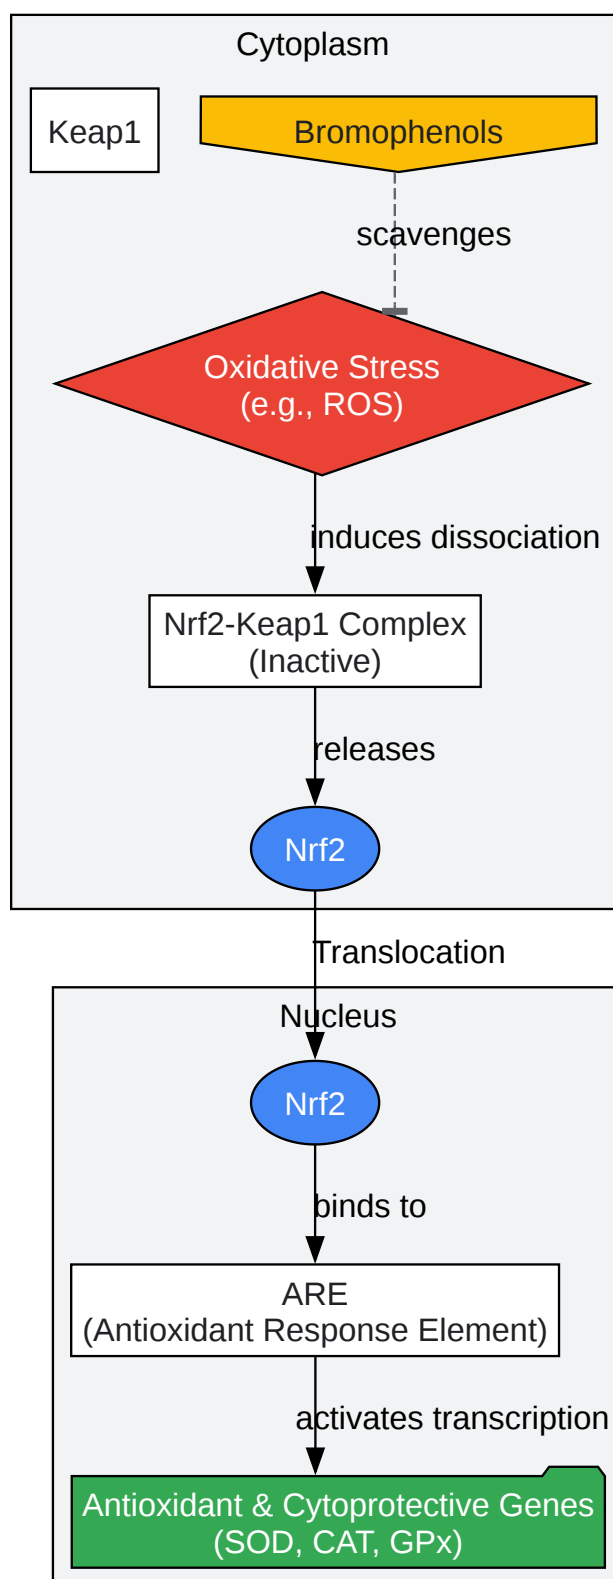 Cytoplasm
Keap1
Bromophenols
scavenges
Oxidative Stress
(e.g., ROS)
induces dissociation
Nrf2-Keap1 Complex
(Inactive)
releases
Nrf2
Translocation
Nucleus
Nrf2
binds to
ARE
(Antioxidant Response Element)
activates transcription
Antioxidant & Cytoprotective Genes
(SOD, CAT, GPx)